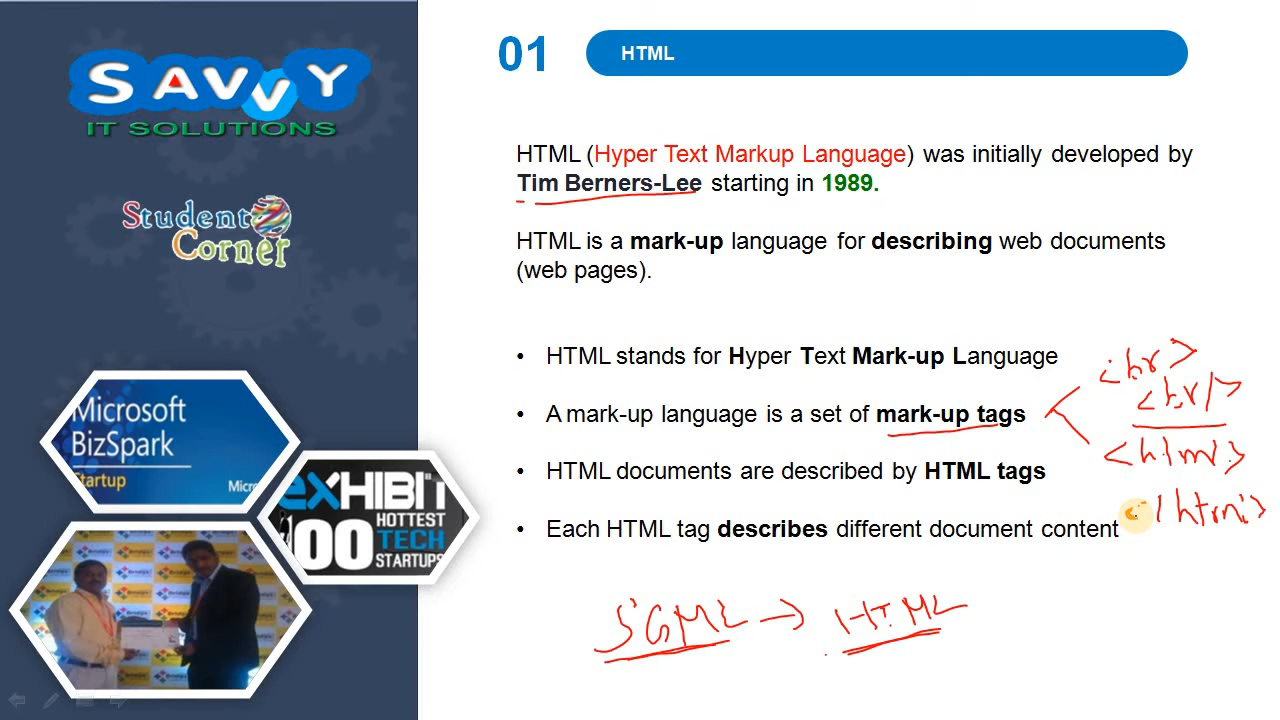 SAVVY
IT SOLUTIONS
Student
Corner
Microsoft
BizSpark
Startup
Micros
eXHIBIT
100 HOTTEST
TECH
STARTUPS
01
HTML
HTML (Hyper Text Markup Language) was initially developed by
Tim Berners-Lee starting in 1989.
HTML is a mark-up language for describing web documents
(web pages).
• HTML stands for Hyper Text Mark-up Language
• A mark-up language is a set of mark-up tags
• HTML documents are described by HTML tags
• Each HTML tag describes different document content
<br>
<br/>
<html>
</html>
SGML → HTML